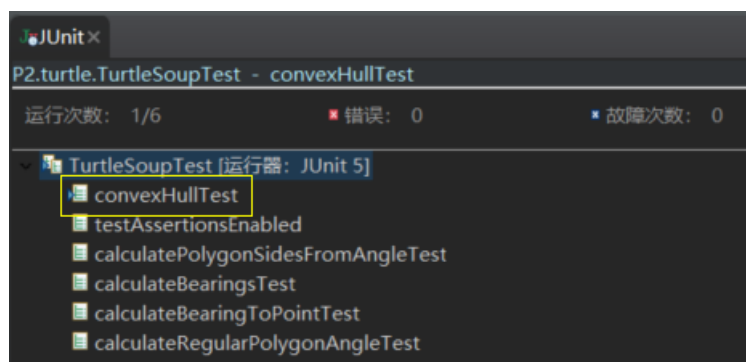 JUnit
P2.turtle.TurtleSoupTest - convexHullTest
运行次数： 1/6 错误： 0 故障次数： 0
TurtleSoupTest [运行器：JUnit 5]
convexHullTest
testAssertionsEnabled
calculatePolygonSidesFromAngleTest
calculateBearingsTest
calculateBearingToPointTest
calculateRegularPolygonAngleTest